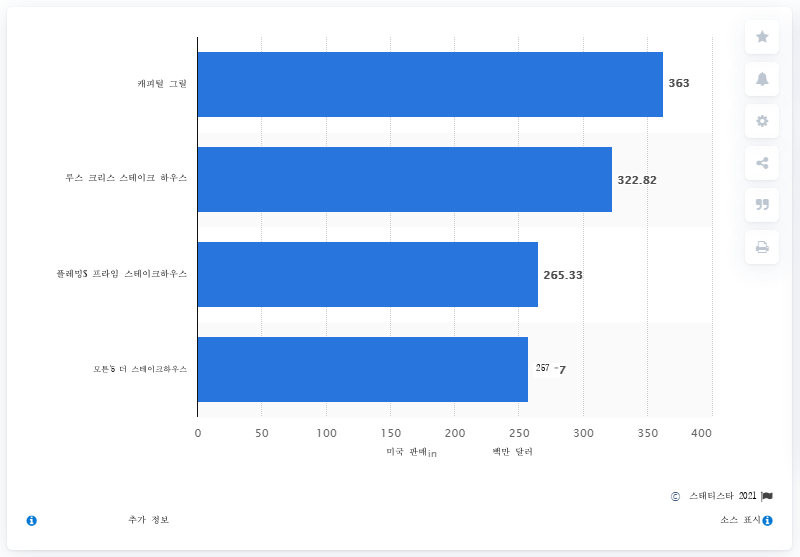 캐피탈 그릴
363
루스 크리스 스테이크 하우스
322.82
플레밍S 프라임 스테이크하우스
265.33
모튼'S 더 스테이크하우스
257 -7
0 50 100 150 200 250 300 350 400
미국 판매in 백만 달러
© 스태티스타 2021
추가 정보
소스 표시